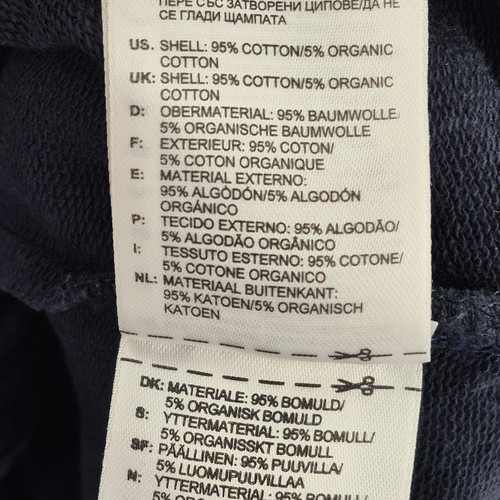 ПЕРЕ СЪС ЗАТВОРЕНИ ЦИПОВЕ/ДА НЕ
СЕ ГЛАДИ ЩАМПАТА
US. SHELL: 95% COTTON/5% ORGANIC
COTTON
UK: SHELL: 95% COTTON/5% ORGANIC
COTTON
D: OBERMATERIAL: 95% BAUMWOLLE/
5% ORGANISCHE BAUMWOLLE
F: EXTERIEUR: 95% COTON/
5% COTON ORGANIQUE
E: MATERIAL EXTERNO:
95% ALGÒDÓN/5% ALGODÓN
ORGÁNICO
P: TECIDO EXTERNO: 95% ALGODÃO/
5% ALGODÃO ORGÂNICO
I: TESSUTO ESTERNO: 95% COTONE/
5% COTONE ORGANICO
NL: MATERIAAL BUITENKANT:
95% KATOEN/5% ORGANISCH
KATOEN
DK: MATERIALE: 95% BOMULD/
5% ORGANISK BOMULD
S: YTTERMATERIAL: 95% BOMULL/
5% ORGANISSKT BOMULL
SF: PÄÄLLINEN: 95% PUUVILLA/
5% LUOMUPUUVILLAA
N: YTTERMATERIAL: 95% BOMULL/